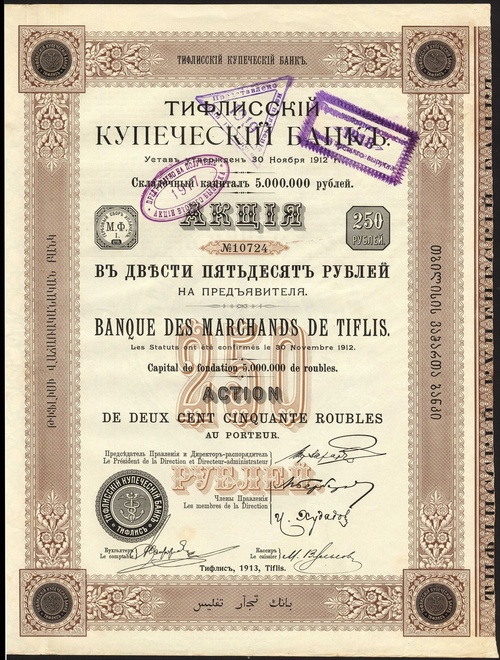 ТИФЛИССКІЙ КУПЕЧЕСКІЙ БАНКЪ.
ТИФЛИССКІЙ
КУПЕЧЕСКІЙ БАНКЪ.
Уставъ утвержденъ 30 Ноября 1912 г.
Складочный капиталъ 5.000.000 рублей.
АКЦІЯ
М.Ф.
1.
250
РУБЛЕЙ.
№10724
ВЪ ДВѢСТИ ПЯТЬДЕСЯТЪ РУБЛЕЙ
НА ПРЕДЪЯВИТЕЛЯ.
250
РУБЛЕЙ
BANQUE DES MARCHANDS DE TIFLIS.
Les Statuts ont été confirmés le 30 Novembre 1912.
Capital de fondation 5.000.000 de roubles.
ACTION
DE DEUX CENT CINQUANTE ROUBLES
AU PORTEUR.
Предсѣдатель Правленія и Директоръ-распорядитель
Le Président de la Direction et Directeur-administrateur
Члены Правленія
Les membres de la Direction
ТИФЛИССКІЙ КУПЕЧЕСКІЙ БАНКЪ
ТИФЛИСЪ
Бухгалтеръ
Le comptable
Кассиръ
Le caissier
Тифлисъ, 1913, Tiflis.
بانك تجار تفليس